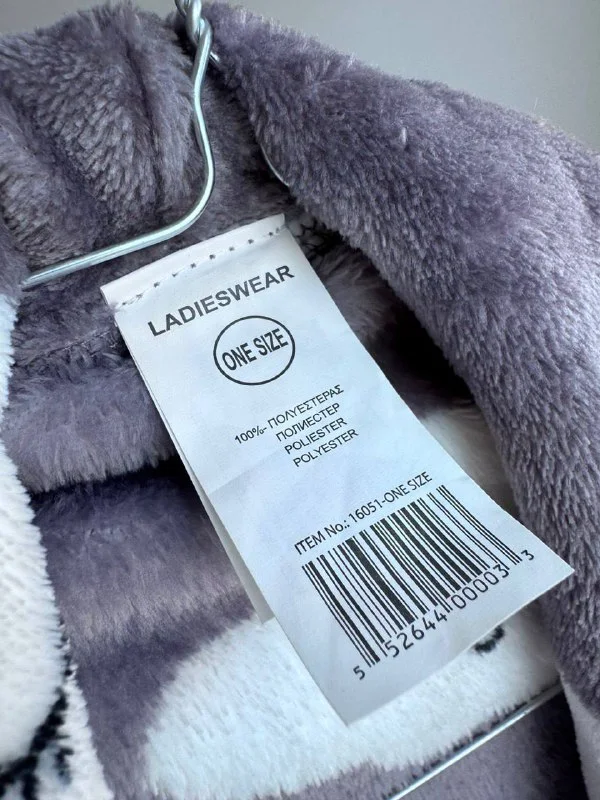 LADIESWEAR
ONE SIZE
100%- ΠΟΛΥΕΣΤΕΡΑΣ
ПОЛИЕСТЕР
POLIESTER
POLYESTER
ITEM No.: 16051-ONE SIZE
5 52644 00003 3